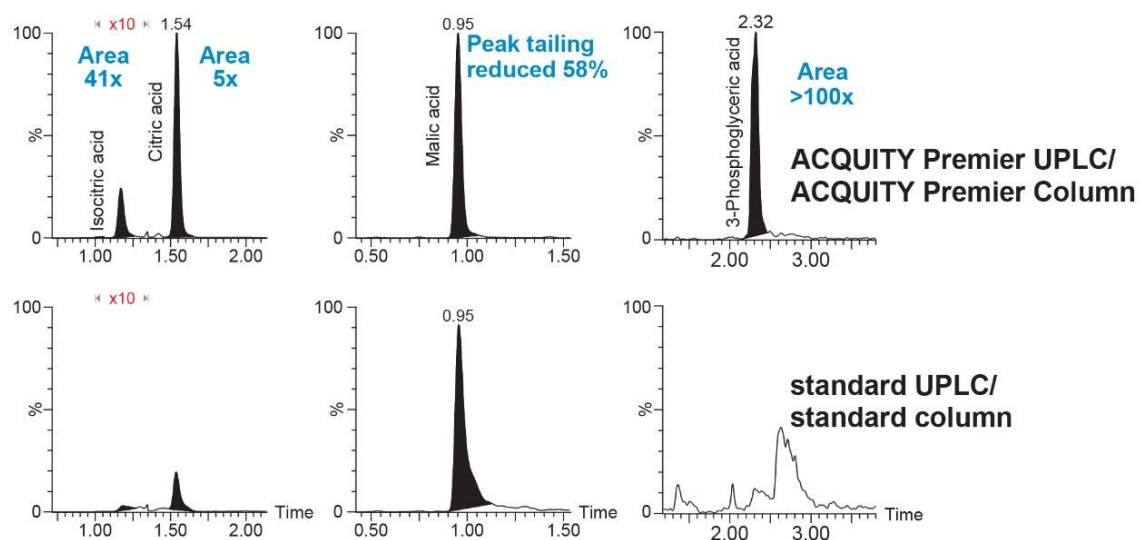 x10
1.54
Area
41x
Area
5x
Isocitric acid
Citric acid
100
%
0
1.00
1.50
2.00
0.95
Peak tailing
reduced 58%
Malic acid
100
%
0
0.50
1.00
1.50
2.32
Area
>100x
3-Phosphoglyceric acid
100
%
0
2.00
3.00
ACQUITY Premier UPLC/
ACQUITY Premier Column
x10
100
%
0
1.00
1.50
2.00
Time
0.95
100
%
0
0.50
1.00
1.50
Time
100
%
0
2.00
3.00
Time
standard UPLC/
standard column